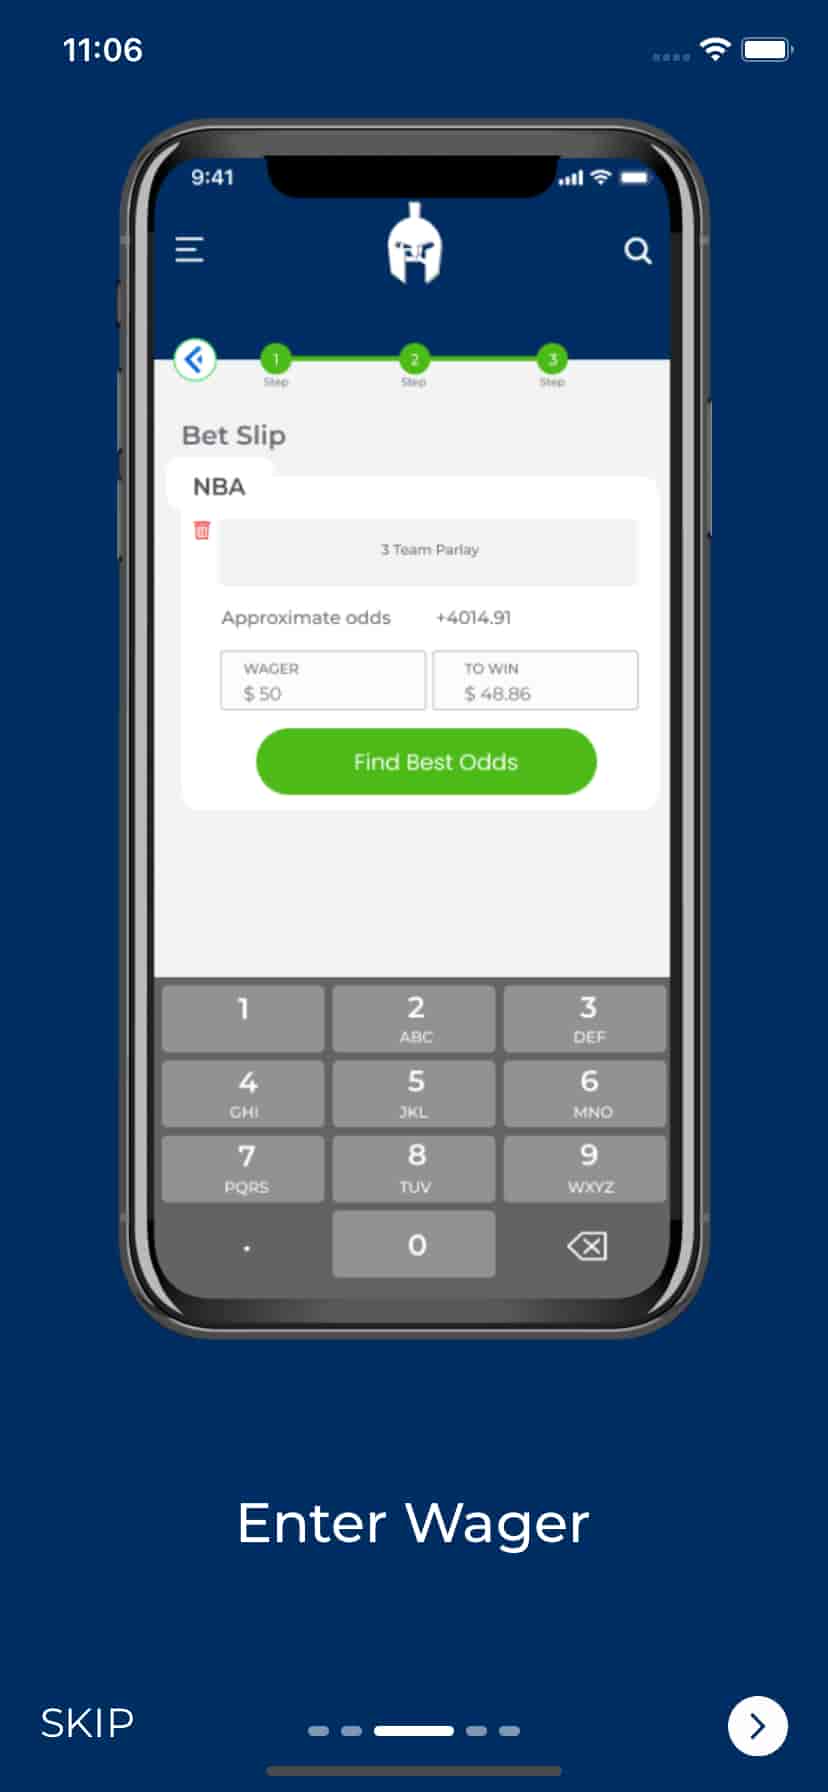 11:06
9:41
1 2 3
Step Step Step
Bet Slip
NBA
3 Team Parlay
Approximate odds +4014.91
WAGER TO WIN
$ 50 $ 48.86
Find Best Odds
1 2 3
ABC DEF
4 5 6
GHI JKL MNO
7 8 9
PQRS TUV WXYZ
. 0
Enter Wager
SKIP